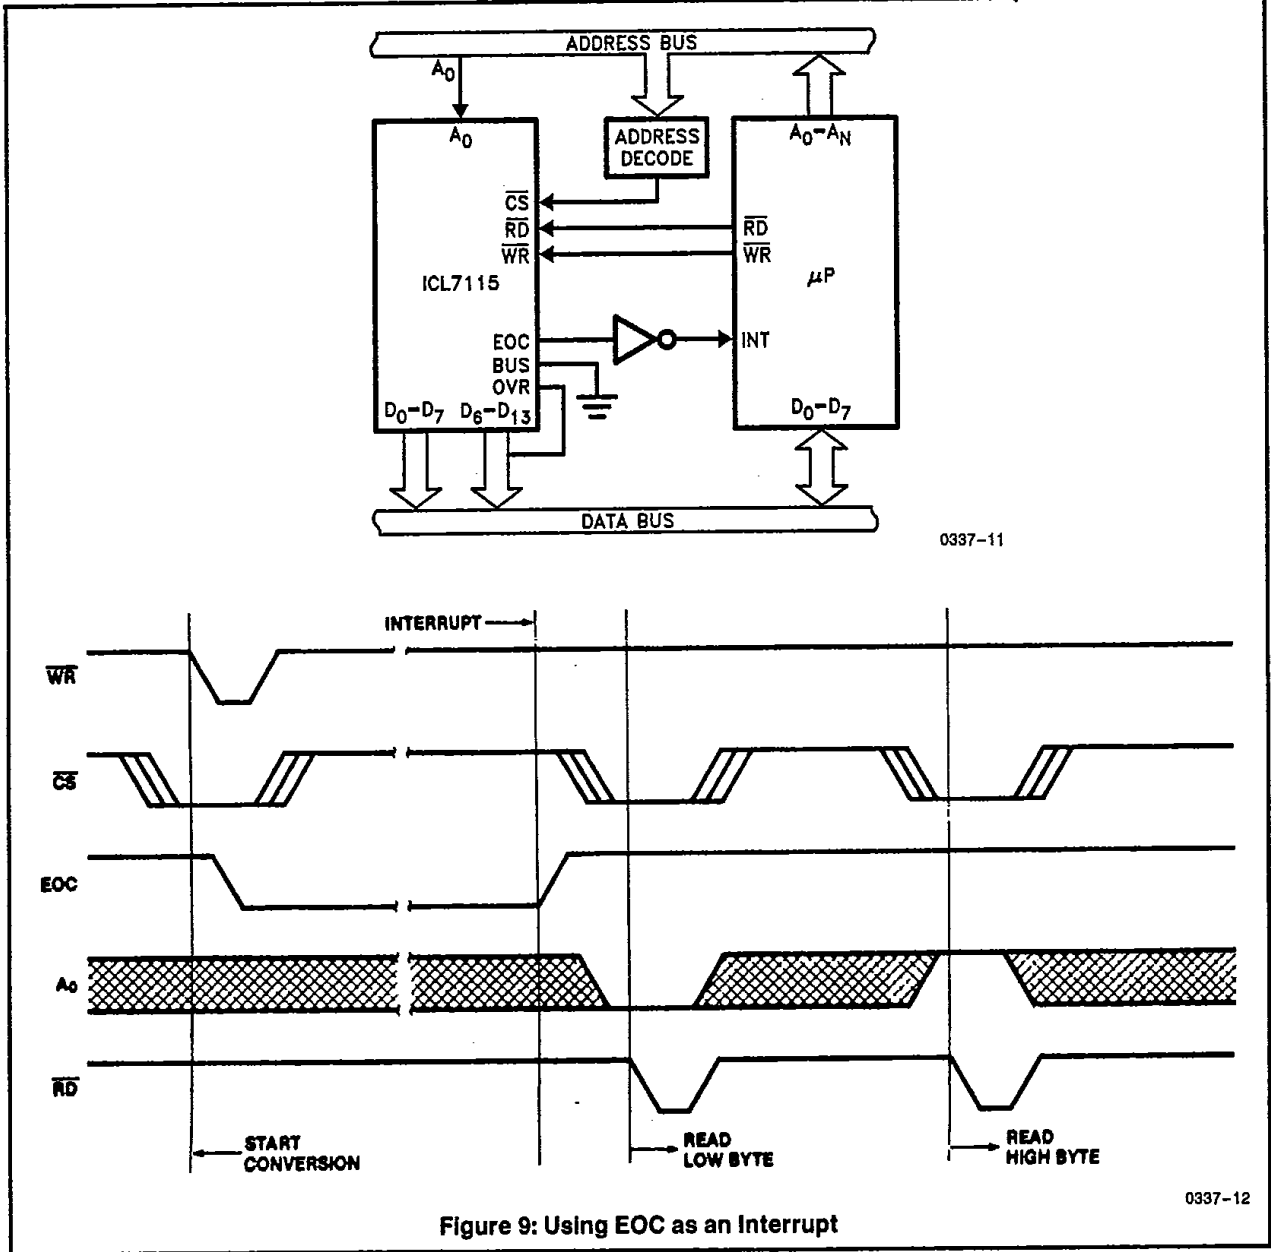 ADDRESS BUS
A0
A0
ADDRESS
DECODE
A0–AN
CS
RD
WR
RD
WR
ICL7115
μP
EOC
BUS
OVR
INT
D0–D7 D6–D13
D0–D7
DATA BUS
0337–11
INTERRUPT
WR
CS
EOC
A0
RD
START
CONVERSION
READ
LOW BYTE
READ
HIGH BYTE
0337–12
Figure 9: Using EOC as an Interrupt